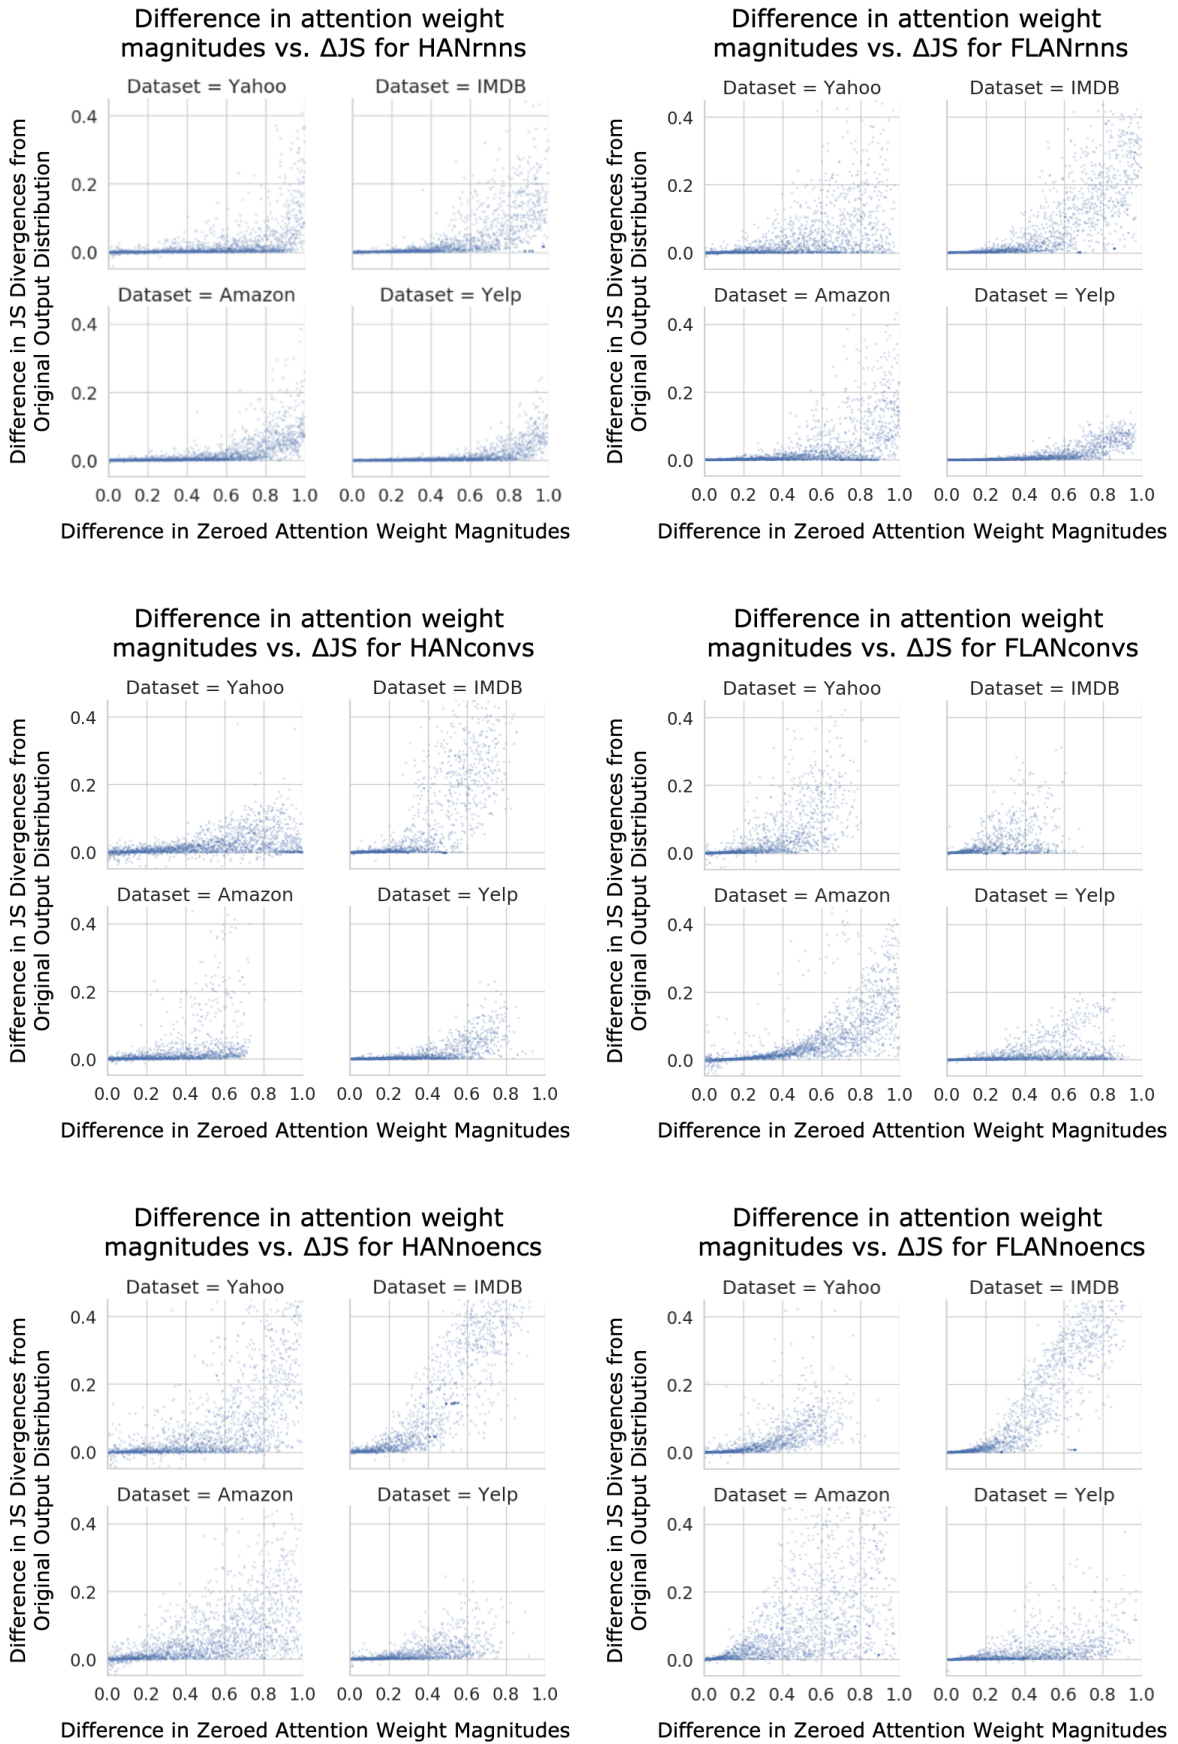 Difference in attention weight
magnitudes vs. ΔJS for HANrnns
Difference in JS Divergences from
Original Output Distribution
Dataset = Yahoo
Dataset = IMDB
0.4
0.2
0.0
Dataset = Amazon
Dataset = Yelp
0.4
0.2
0.0
0.0 0.2 0.4 0.6 0.8 1.0
0.0 0.2 0.4 0.6 0.8 1.0
Difference in Zeroed Attention Weight Magnitudes
Difference in attention weight
magnitudes vs. ΔJS for FLANrnns
Difference in JS Divergences from
Original Output Distribution
Dataset = Yahoo
Dataset = IMDB
0.4
0.2
0.0
Dataset = Amazon
Dataset = Yelp
0.4
0.2
0.0
0.0 0.2 0.4 0.6 0.8 1.0
0.0 0.2 0.4 0.6 0.8 1.0
Difference in Zeroed Attention Weight Magnitudes
Difference in attention weight
magnitudes vs. ΔJS for HANconvs
Difference in JS Divergences from
Original Output Distribution
Dataset = Yahoo
Dataset = IMDB
0.4
0.2
0.0
Dataset = Amazon
Dataset = Yelp
0.4
0.2
0.0
0.0 0.2 0.4 0.6 0.8 1.0
0.0 0.2 0.4 0.6 0.8 1.0
Difference in Zeroed Attention Weight Magnitudes
Difference in attention weight
magnitudes vs. ΔJS for FLANconvs
Difference in JS Divergences from
Original Output Distribution
Dataset = Yahoo
Dataset = IMDB
0.4
0.2
0.0
Dataset = Amazon
Dataset = Yelp
0.4
0.2
0.0
0.0 0.2 0.4 0.6 0.8 1.0
0.0 0.2 0.4 0.6 0.8 1.0
Difference in Zeroed Attention Weight Magnitudes
Difference in attention weight
magnitudes vs. ΔJS for HANnoencs
Difference in JS Divergences from
Original Output Distribution
Dataset = Yahoo
Dataset = IMDB
0.4
0.2
0.0
Dataset = Amazon
Dataset = Yelp
0.4
0.2
0.0
0.0 0.2 0.4 0.6 0.8 1.0
0.0 0.2 0.4 0.6 0.8 1.0
Difference in Zeroed Attention Weight Magnitudes
Difference in attention weight
magnitudes vs. ΔJS for FLANnoencs
Difference in JS Divergences from
Original Output Distribution
Dataset = Yahoo
Dataset = IMDB
0.4
0.2
0.0
Dataset = Amazon
Dataset = Yelp
0.4
0.2
0.0
0.0 0.2 0.4 0.6 0.8 1.0
0.0 0.2 0.4 0.6 0.8 1.0
Difference in Zeroed Attention Weight Magnitudes